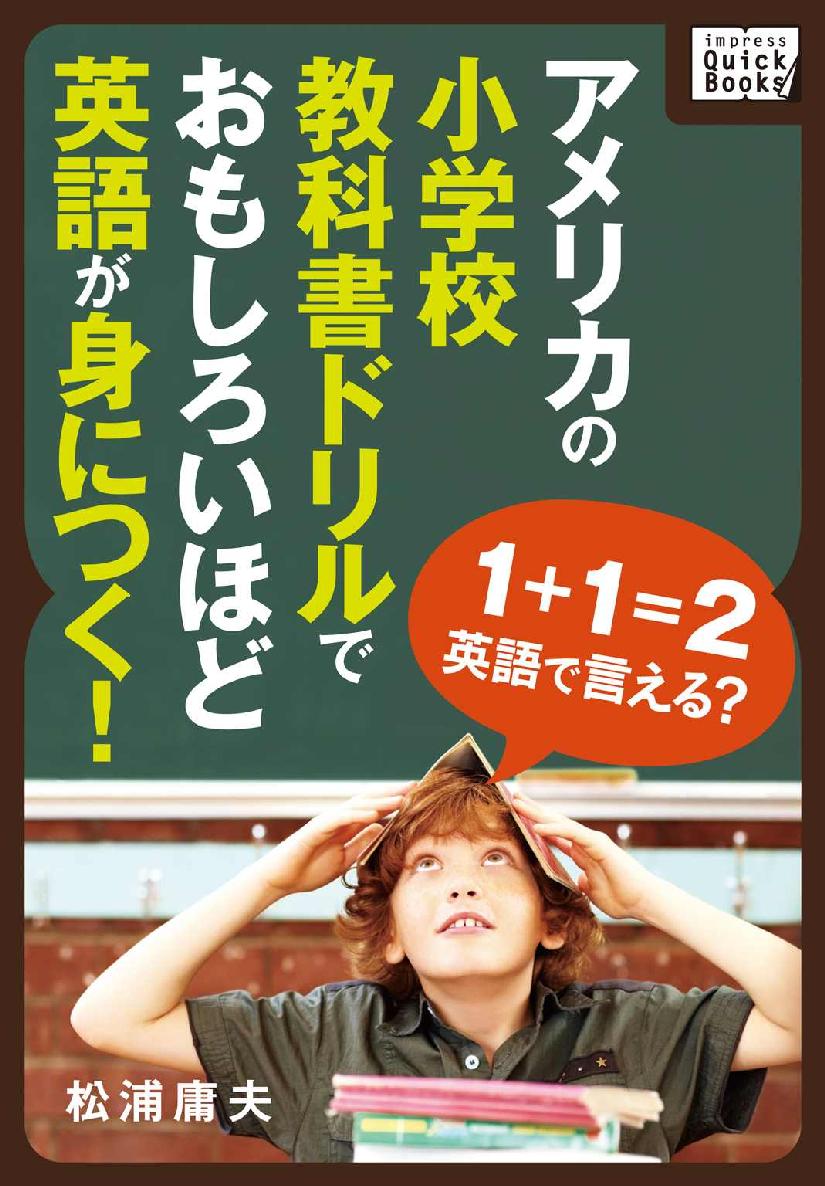 impress
Quick
Books
アメリカの
小学校
教科書ドリルで
おもしろいほど
英語が身につく！
1+1=2
英語で言える？
松浦庸夫